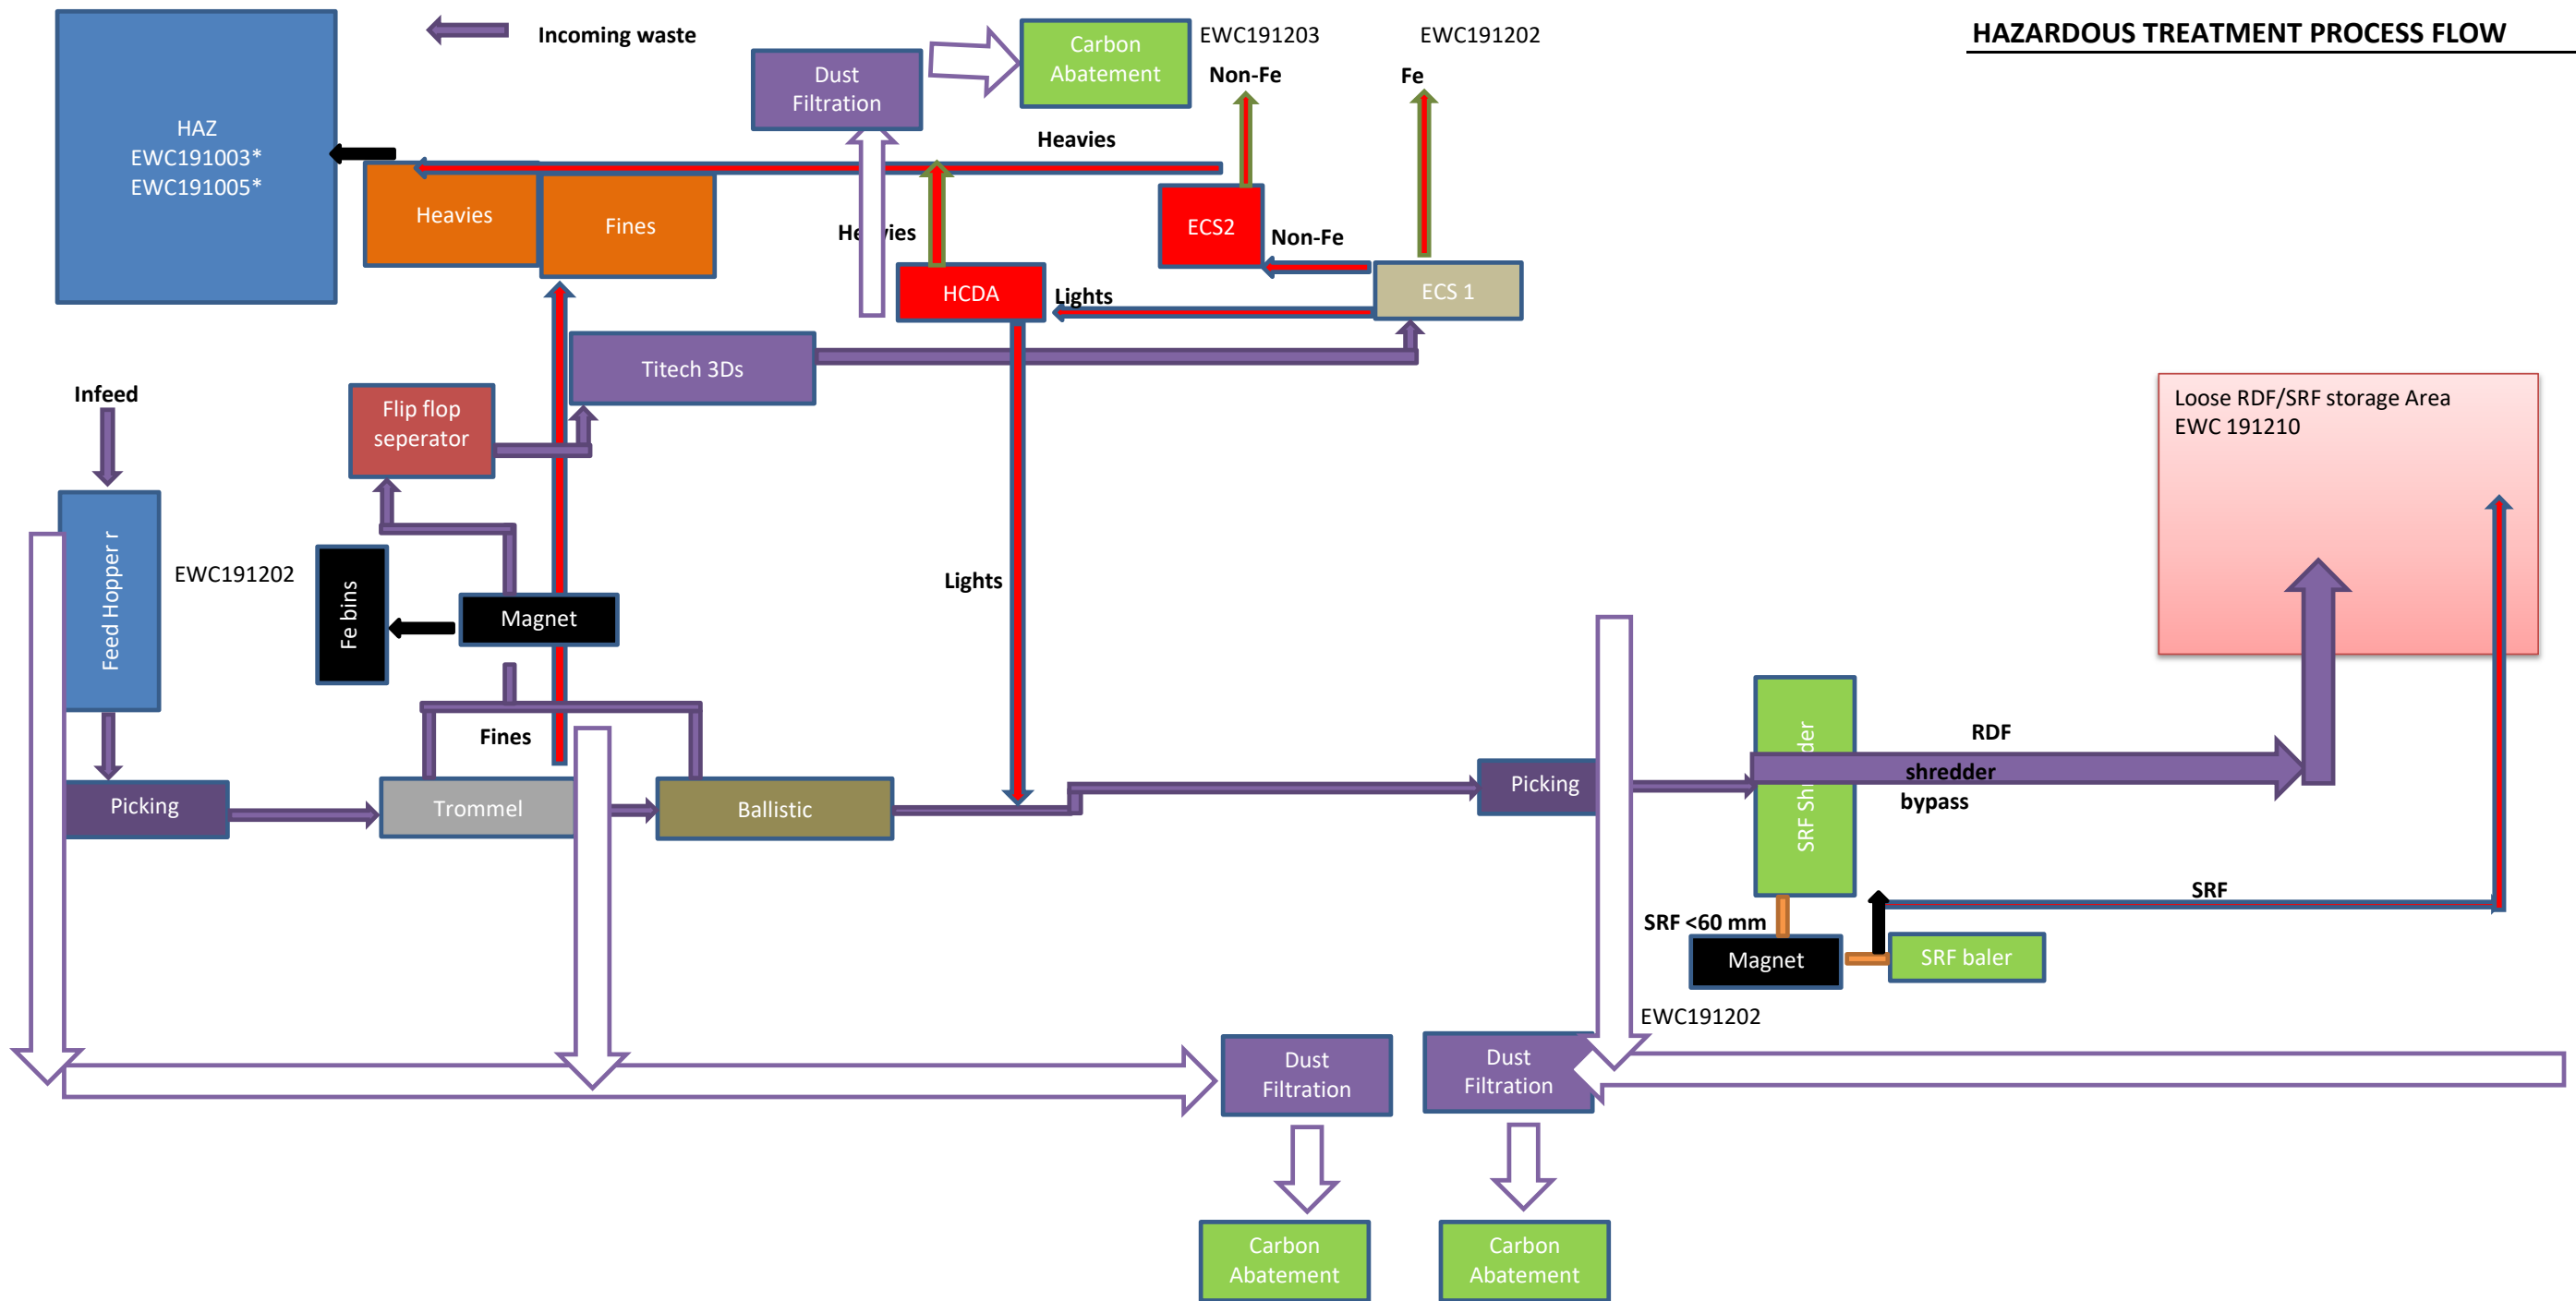 HAZARDOUS TREATMENT PROCESS FLOW
Incoming waste
HAZ
EWC191003*
EWC191005*
Dust
Filtration
Carbon
Abatement
EWC191203
Non-Fe
EWC191202
Fe
Heavies
Heavies
Fines
Heavies
HCDA
ECS2
Non-Fe
ECS 1
Lights
Titech 3Ds
Infeed
Flip flop
seperator
Loose RDF/SRF storage Area
EWC 191210
Feed Hopper r
EWC191202
Fe bins
Magnet
Lights
Fines
Picking
Trommel
Ballistic
Picking
SRF Shredder
RDF
shredder
bypass
SRF
SRF <60 mm
Magnet
SRF baler
EWC191202
Dust
Filtration
Dust
Filtration
Carbon
Abatement
Carbon
Abatement